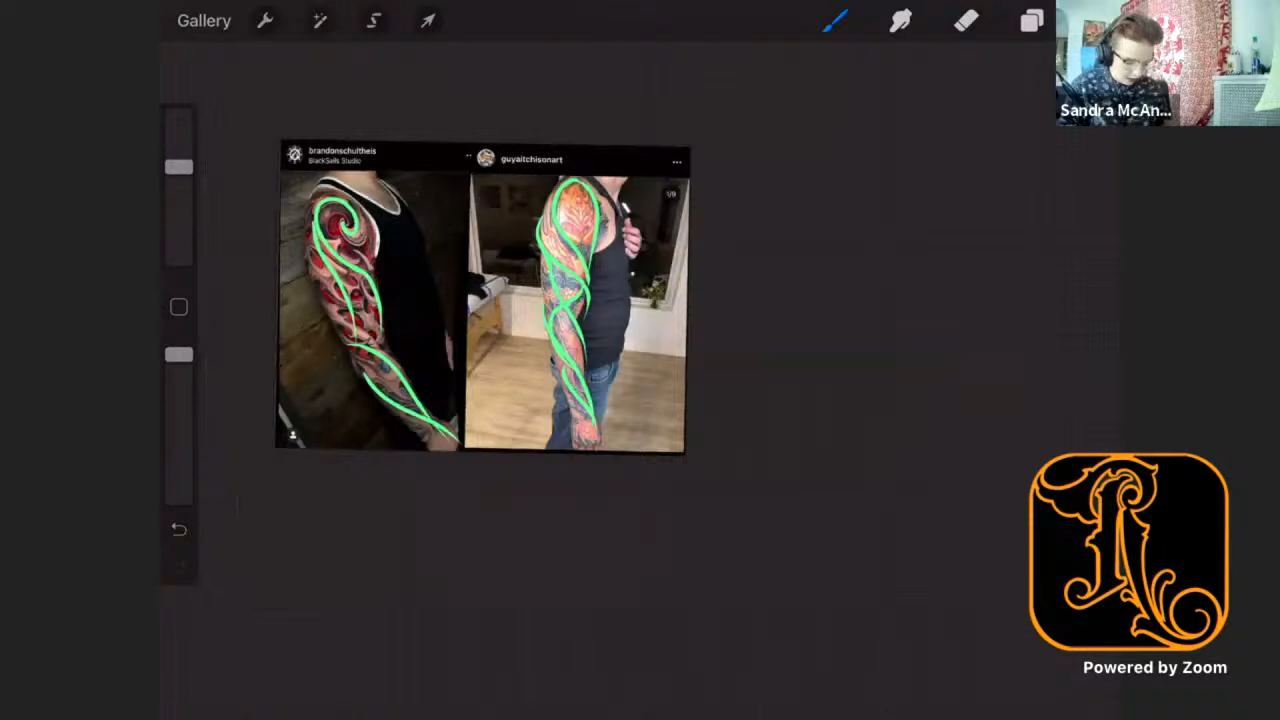 Gallery
Sandra McAn...
brandonschultheis
BlackSails Studio
guyaitchisonart
1/9
Powered by Zoom